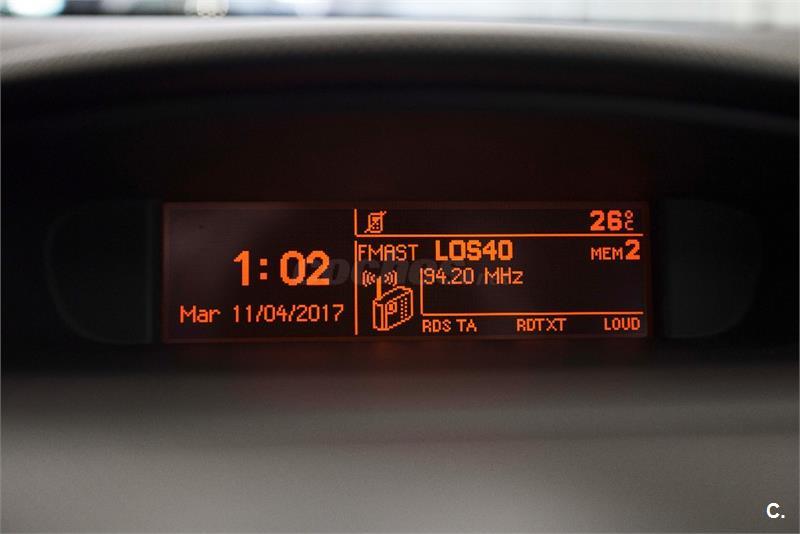 1:02
Mar 11/04/2017
26°C
FMAST LOS40 MEM2
94.20 MHz
RDS TA RDTXT LOUD
C.